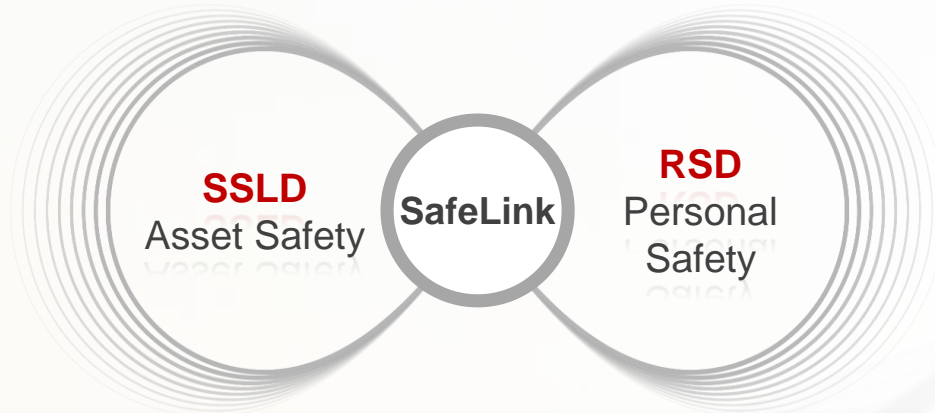 SSLD
Asset Safety
SafeLink
RSD
Personal
Safety